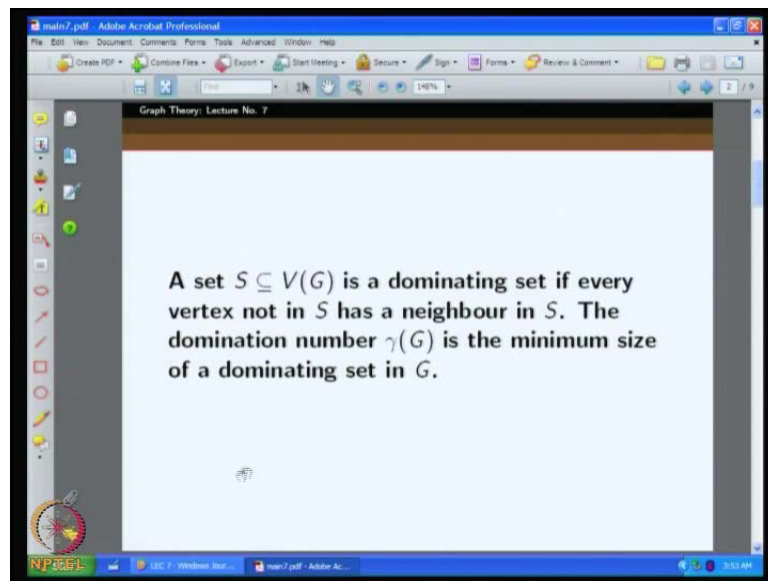 main7.pdf - Adobe Acrobat Professional
File Edit View Document Comments Forms Tools Advanced Window Help
Create PDF Combine Files Export Start Meeting Secure Sign Forms Review & Comment
Find 148% 2 / 9
Graph Theory: Lecture No. 7
A set S ⊆ V(G) is a dominating set if every
vertex not in S has a neighbour in S. The
domination number γ(G) is the minimum size
of a dominating set in G.
NPTEL LEC 7 - Windows Jour... main7.pdf - Adobe Ac... 3:53 AM